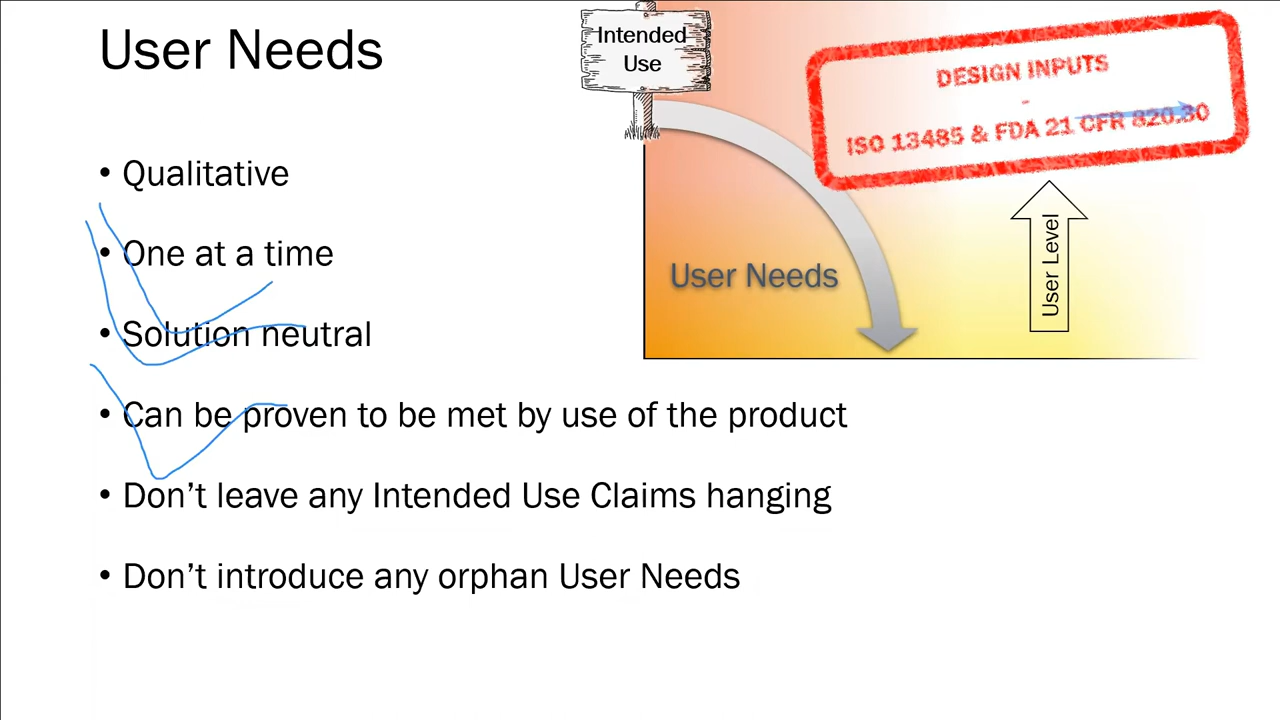 User Needs
Intended
Use
DESIGN INPUTS
-
ISO 13485 & FDA 21 CFR 820.30
• Qualitative
• One at a time
• Solution neutral
• Can be proven to be met by use of the product
• Don’t leave any Intended Use Claims hanging
• Don’t introduce any orphan User Needs
User Needs
User Level